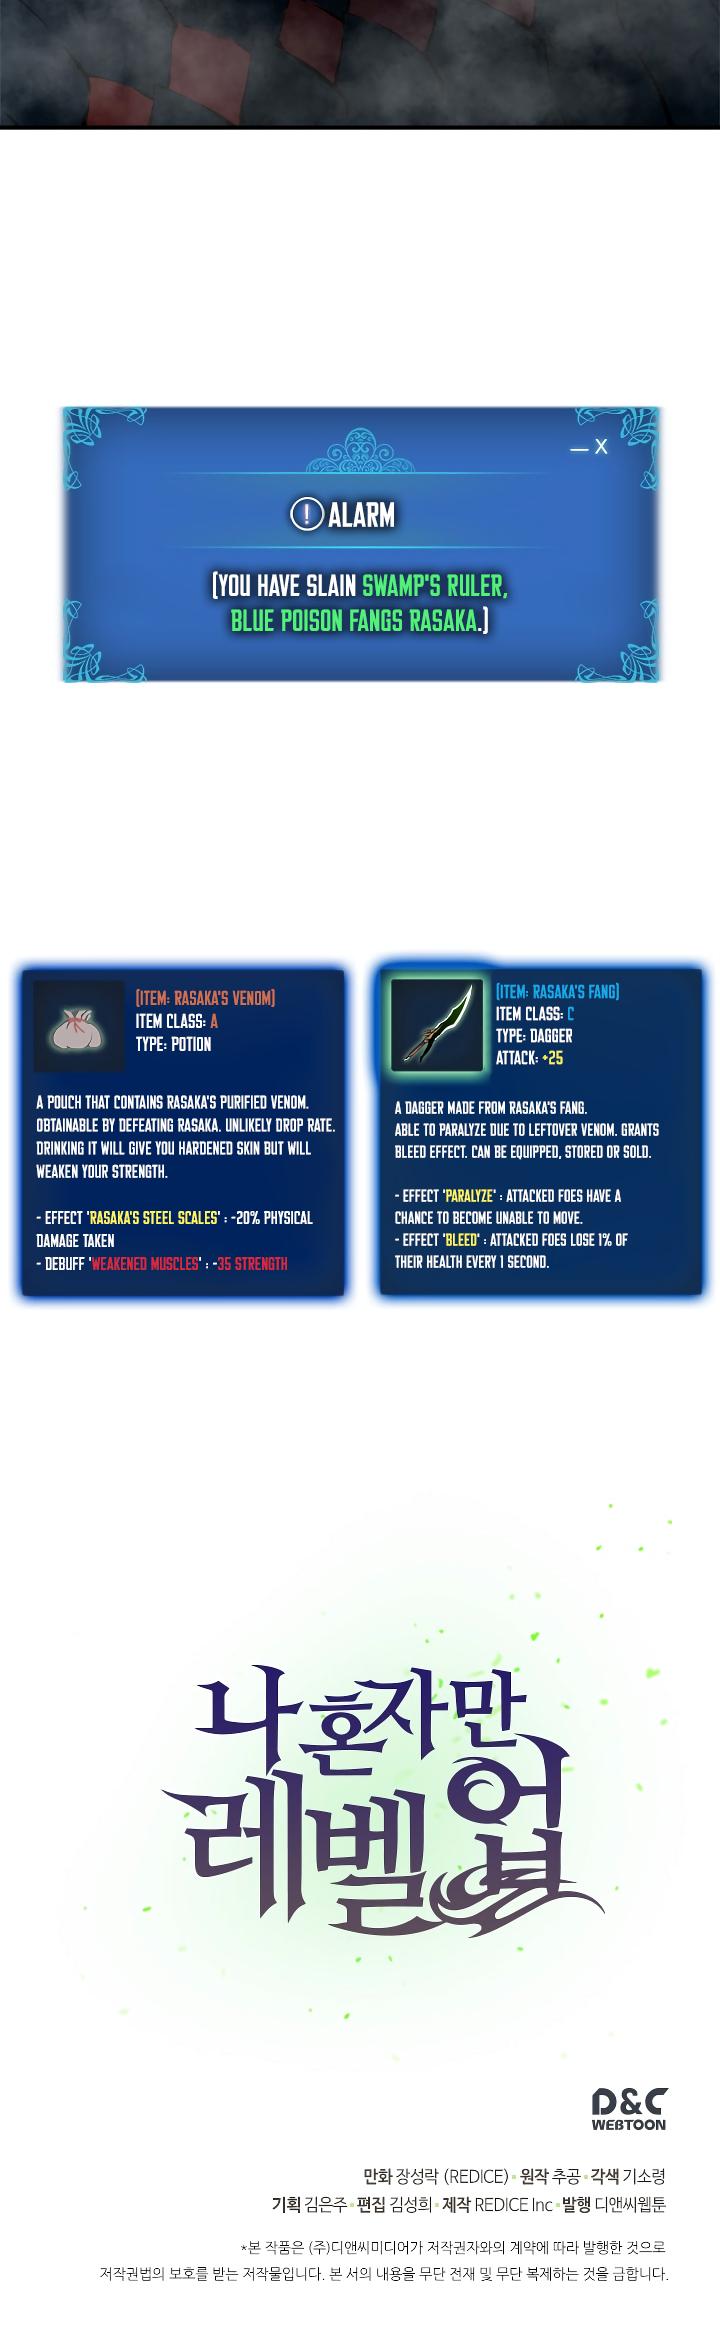 — X
! ALARM
[YOU HAVE SLAIN SWAMP'S RULER,
BLUE POISON FANGS RASAKA.]
[ITEM: RASAKA'S VENOM]
ITEM CLASS: A
TYPE: POTION
A POUCH THAT CONTAINS RASAKA'S PURIFIED VENOM.
OBTAINABLE BY DEFEATING RASAKA. UNLIKELY DROP RATE.
DRINKING IT WILL GIVE YOU HARDENED SKIN BUT WILL
WEAKEN YOUR STRENGTH.
- EFFECT 'RASAKA'S STEEL SCALES' : -20% PHYSICAL
DAMAGE TAKEN
- DEBUFF 'WEAKENED MUSCLES' : -35 STRENGTH
[ITEM: RASAKA'S FANG]
ITEM CLASS: C
TYPE: DAGGER
ATTACK: +25
A DAGGER MADE FROM RASAKA'S FANG.
ABLE TO PARALYZE DUE TO LEFTOVER VENOM. GRANTS
BLEED EFFECT. CAN BE EQUIPPED, STORED OR SOLD.
- EFFECT 'PARALYZE' : ATTACKED FOES HAVE A
CHANCE TO BECOME UNABLE TO MOVE.
- EFFECT 'BLEED' : ATTACKED FOES LOSE 1% OF
THEIR HEALTH EVERY 1 SECOND.
나 혼자만
레벨업
D&C
WEBTOON
만화 장성락 (REDICE) • 원작 추공 • 각색 기소령
기획 김은주 • 편집 김성희 • 제작 REDICE Inc • 발행 디앤씨웹툰
*본 작품은 (주)디앤씨미디어가 저작권자와의 계약에 따라 발행한 것으로
저작권법의 보호를 받는 저작물입니다. 본 서의 내용을 무단 전재 및 무단 복제하는 것을 금합니다.